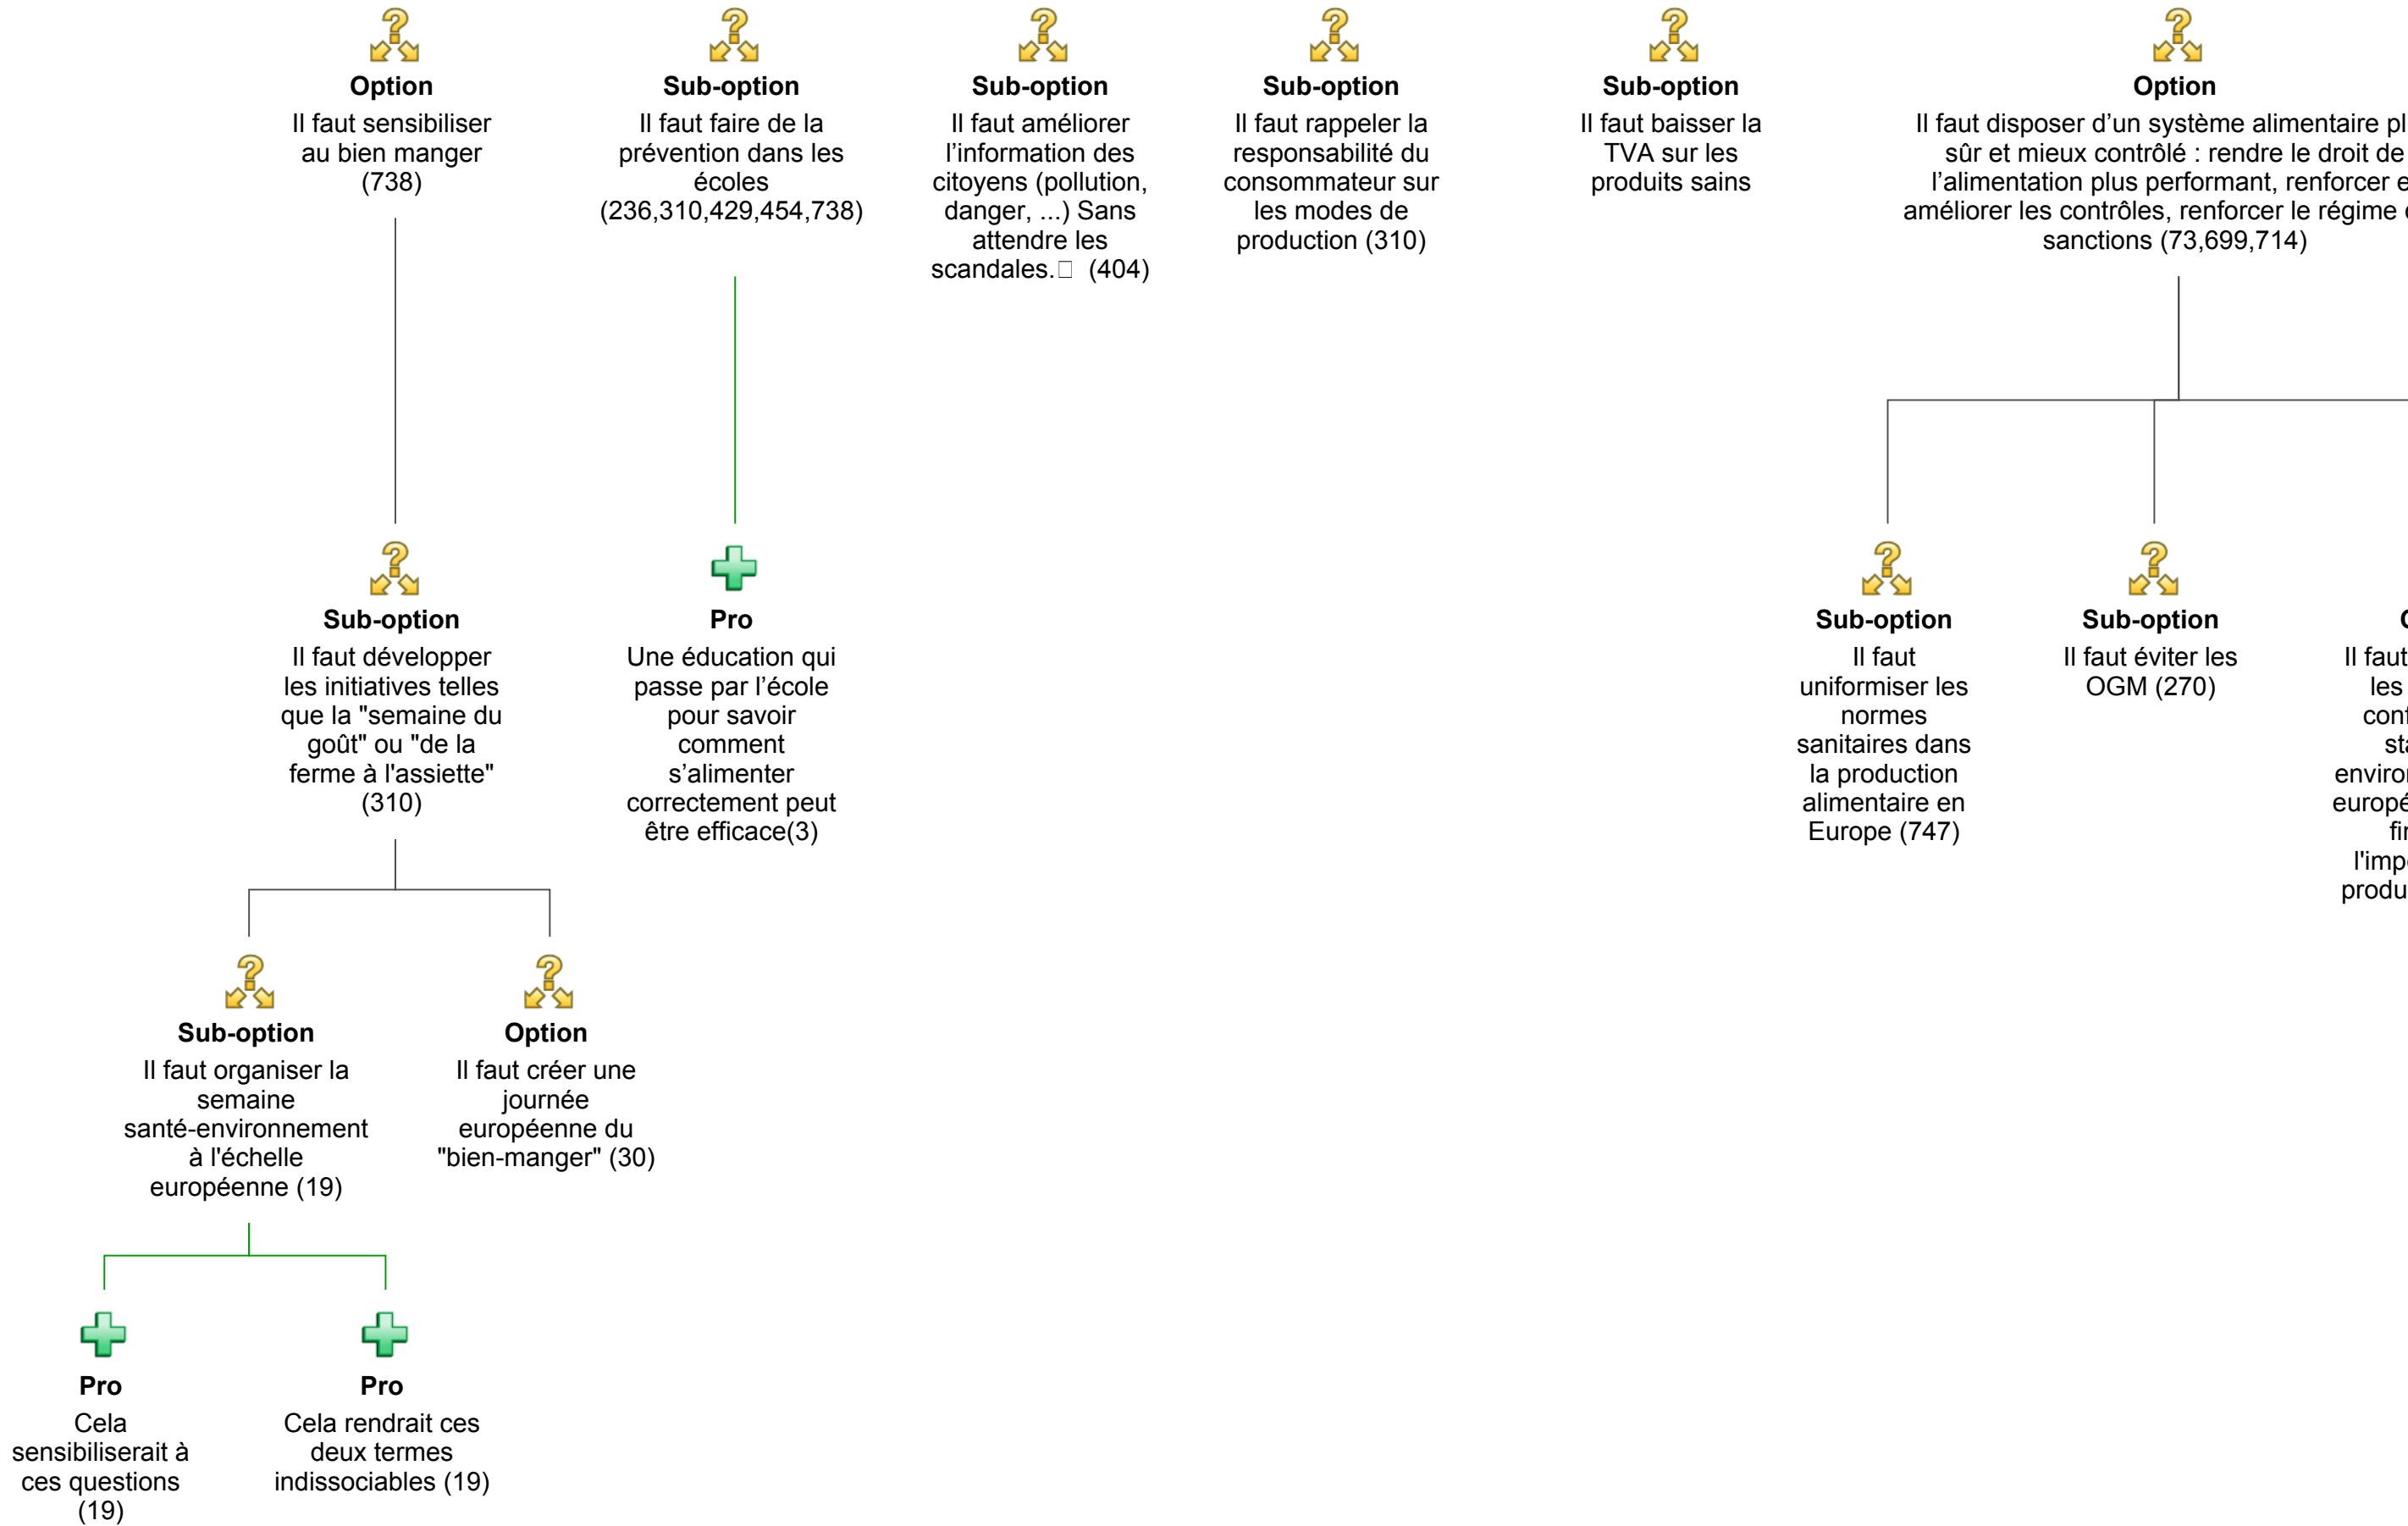 Option
Il faut sensibiliser
au bien manger
(738)
Sub-option
Il faut faire de la
prévention dans les
écoles
(236,310,429,454,738)
Sub-option
Il faut améliorer
l’information des
citoyens (pollution,
danger, ...) Sans
attendre les
scandales. (404)
Sub-option
Il faut rappeler la
responsabilité du
consommateur sur
les modes de
production (310)
Sub-option
Il faut baisser la
TVA sur les
produits sains
Option
Il faut disposer d’un système alimentaire
sûr et mieux contrôlé : rendre le droit de
l’alimentation plus performant, renforcer
améliorer les contrôles, renforcer le régime
sanctions (73,699,714)
Sub-option
Il faut développer
les initiatives telles
que la "semaine du
goût" ou "de la
ferme à l'assiette"
(310)
Pro
Une éducation qui
passe par l’école
pour savoir
comment
s’alimenter
correctement peut
être efficace(3)
Sub-option
Il faut
uniformiser les
normes
sanitaires dans
la production
alimentaire en
Europe (747)
Sub-option
Il faut éviter les
OGM (270)
Il faut
les
Sub-option
Il faut organiser la
semaine
santé-environnement
à l'échelle
européenne (19)
Option
Il faut créer une
journée
européenne du
"bien-manger" (30)
Pro
Cela
sensibiliserait à
ces questions
(19)
Pro
Cela rendrait ces
deux termes
indissociables (19)